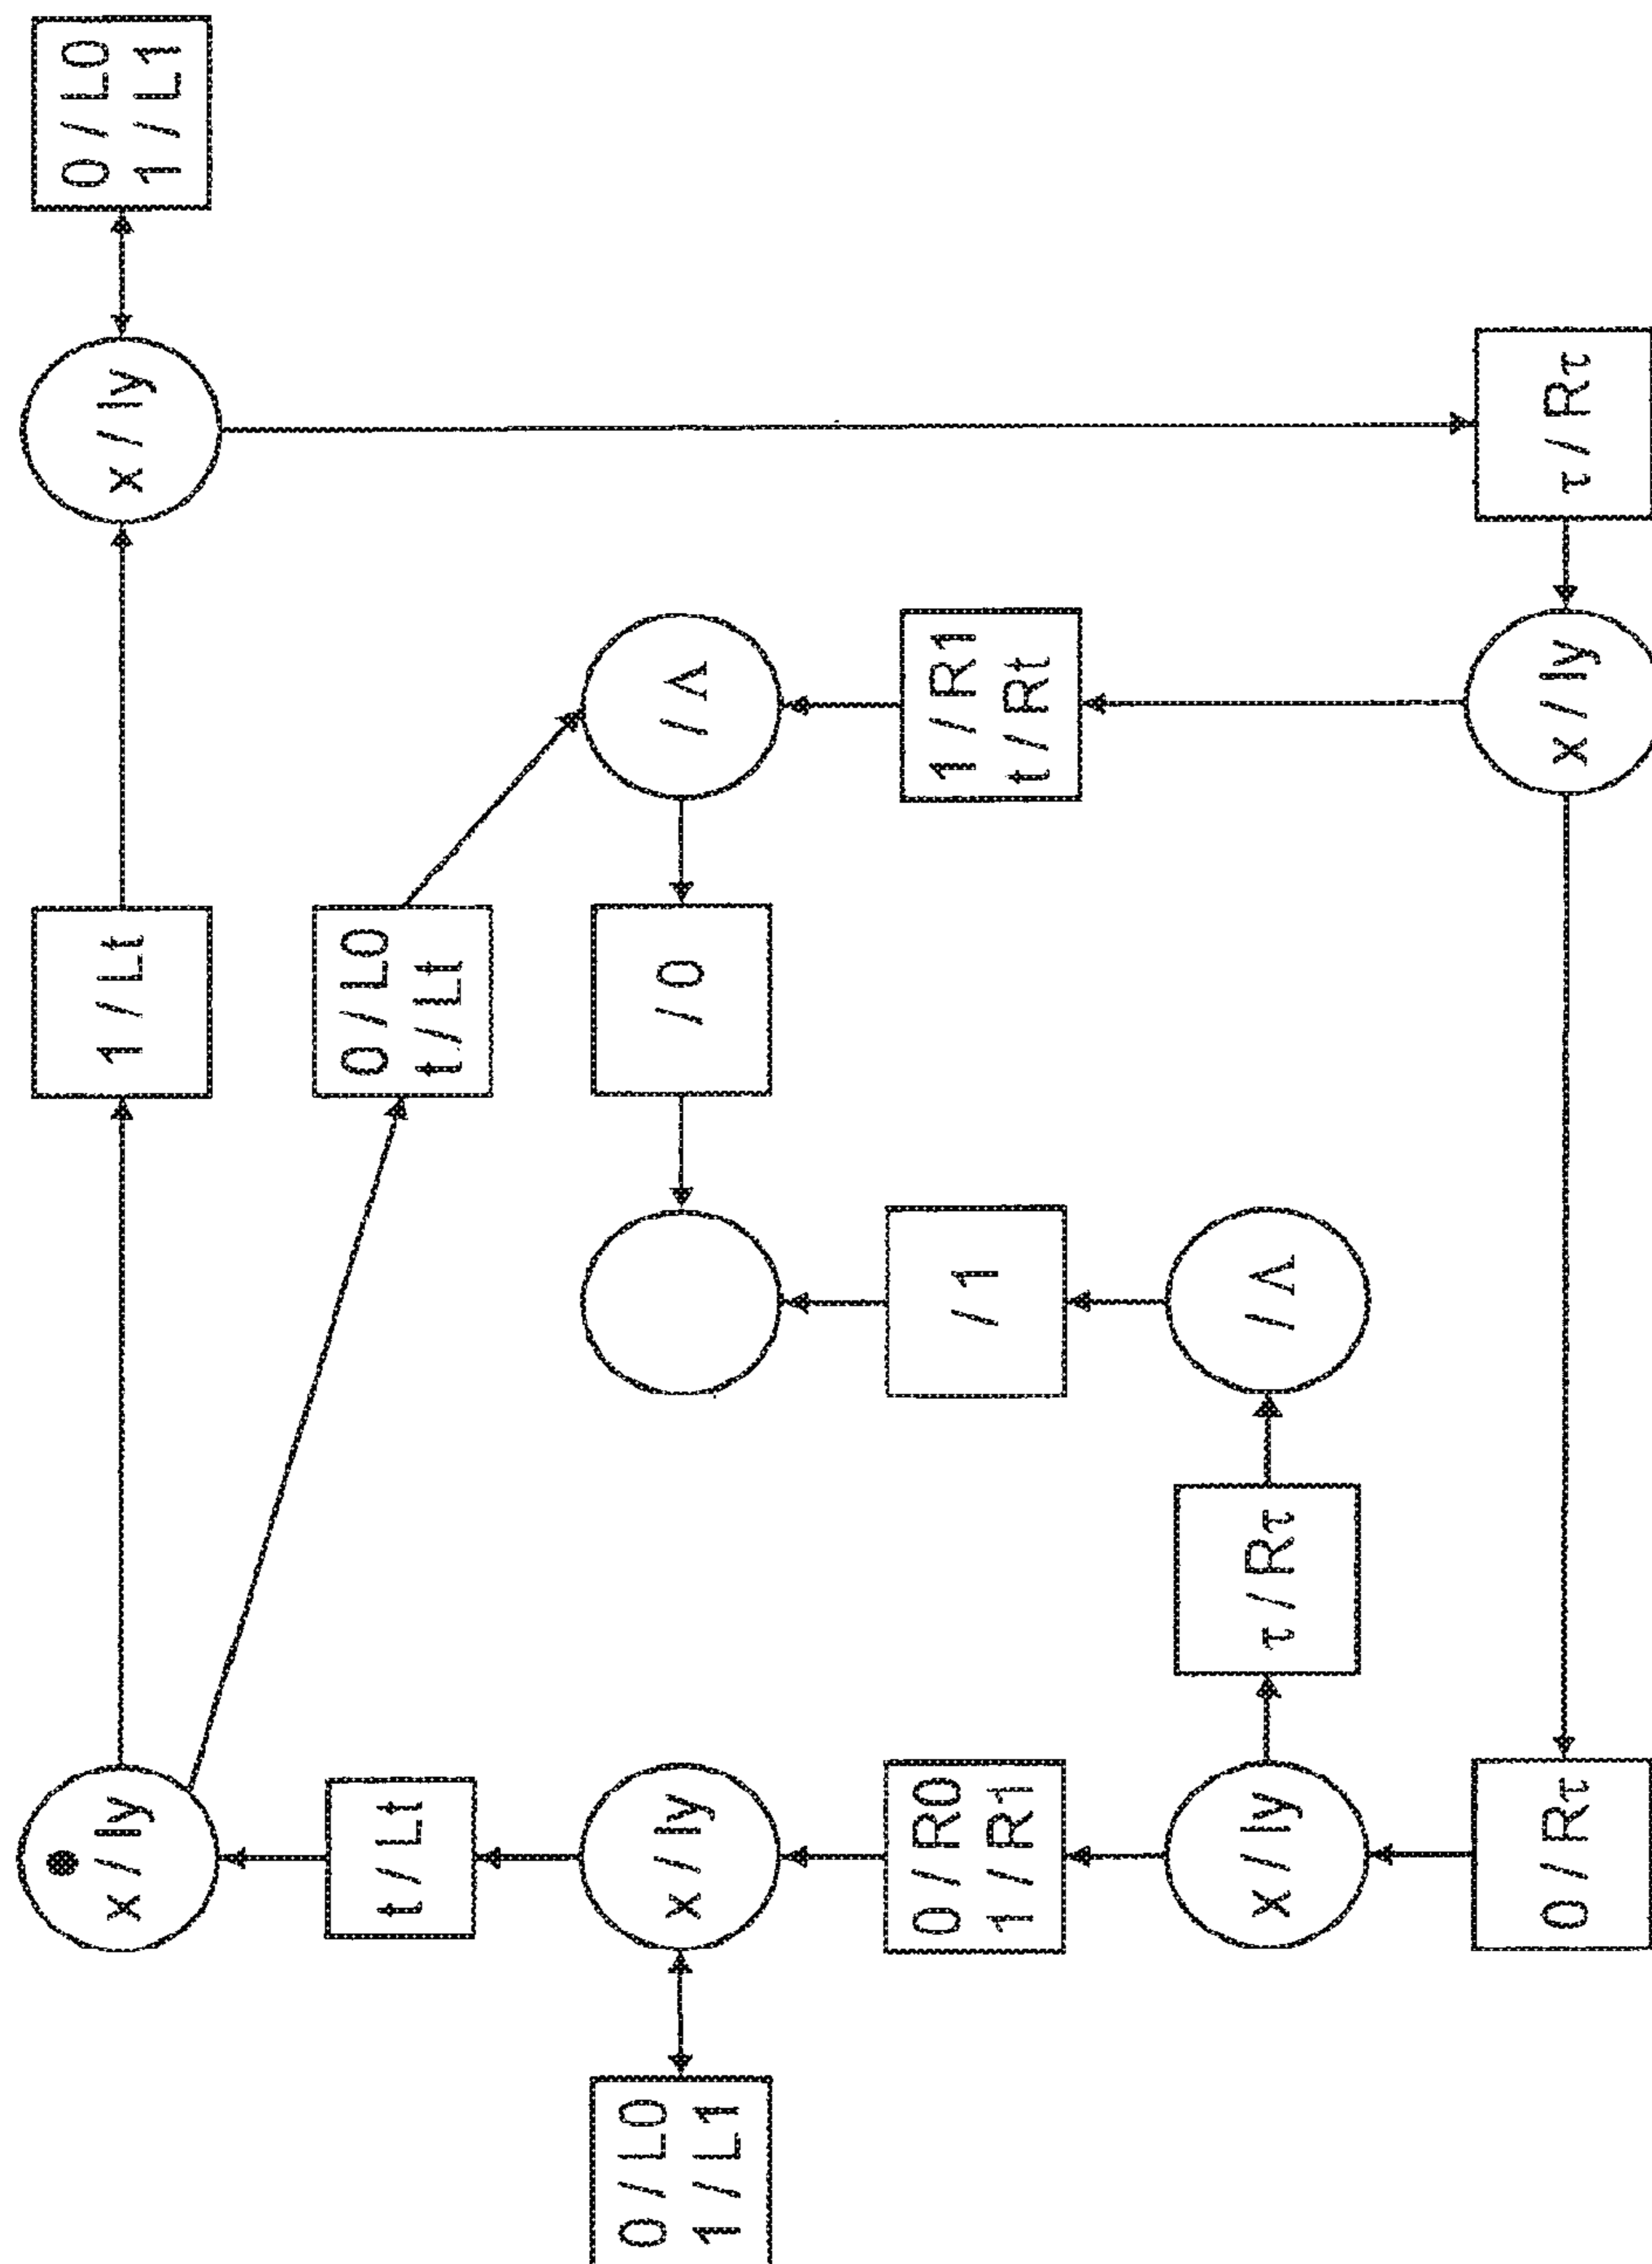 x / ly
1 / Lt
x / ly
0 / L0
1 / L1
t / Lt
0 / L0
t / Lt
0 / L0
1 / L1
x / ly
/ 0
/ Λ
0 / R0
1 / R1
/ 1
1 / R1
t / Rt
x / ly
τ / Rτ
/ Λ
0 / Rτ
x / ly
τ / Rτ